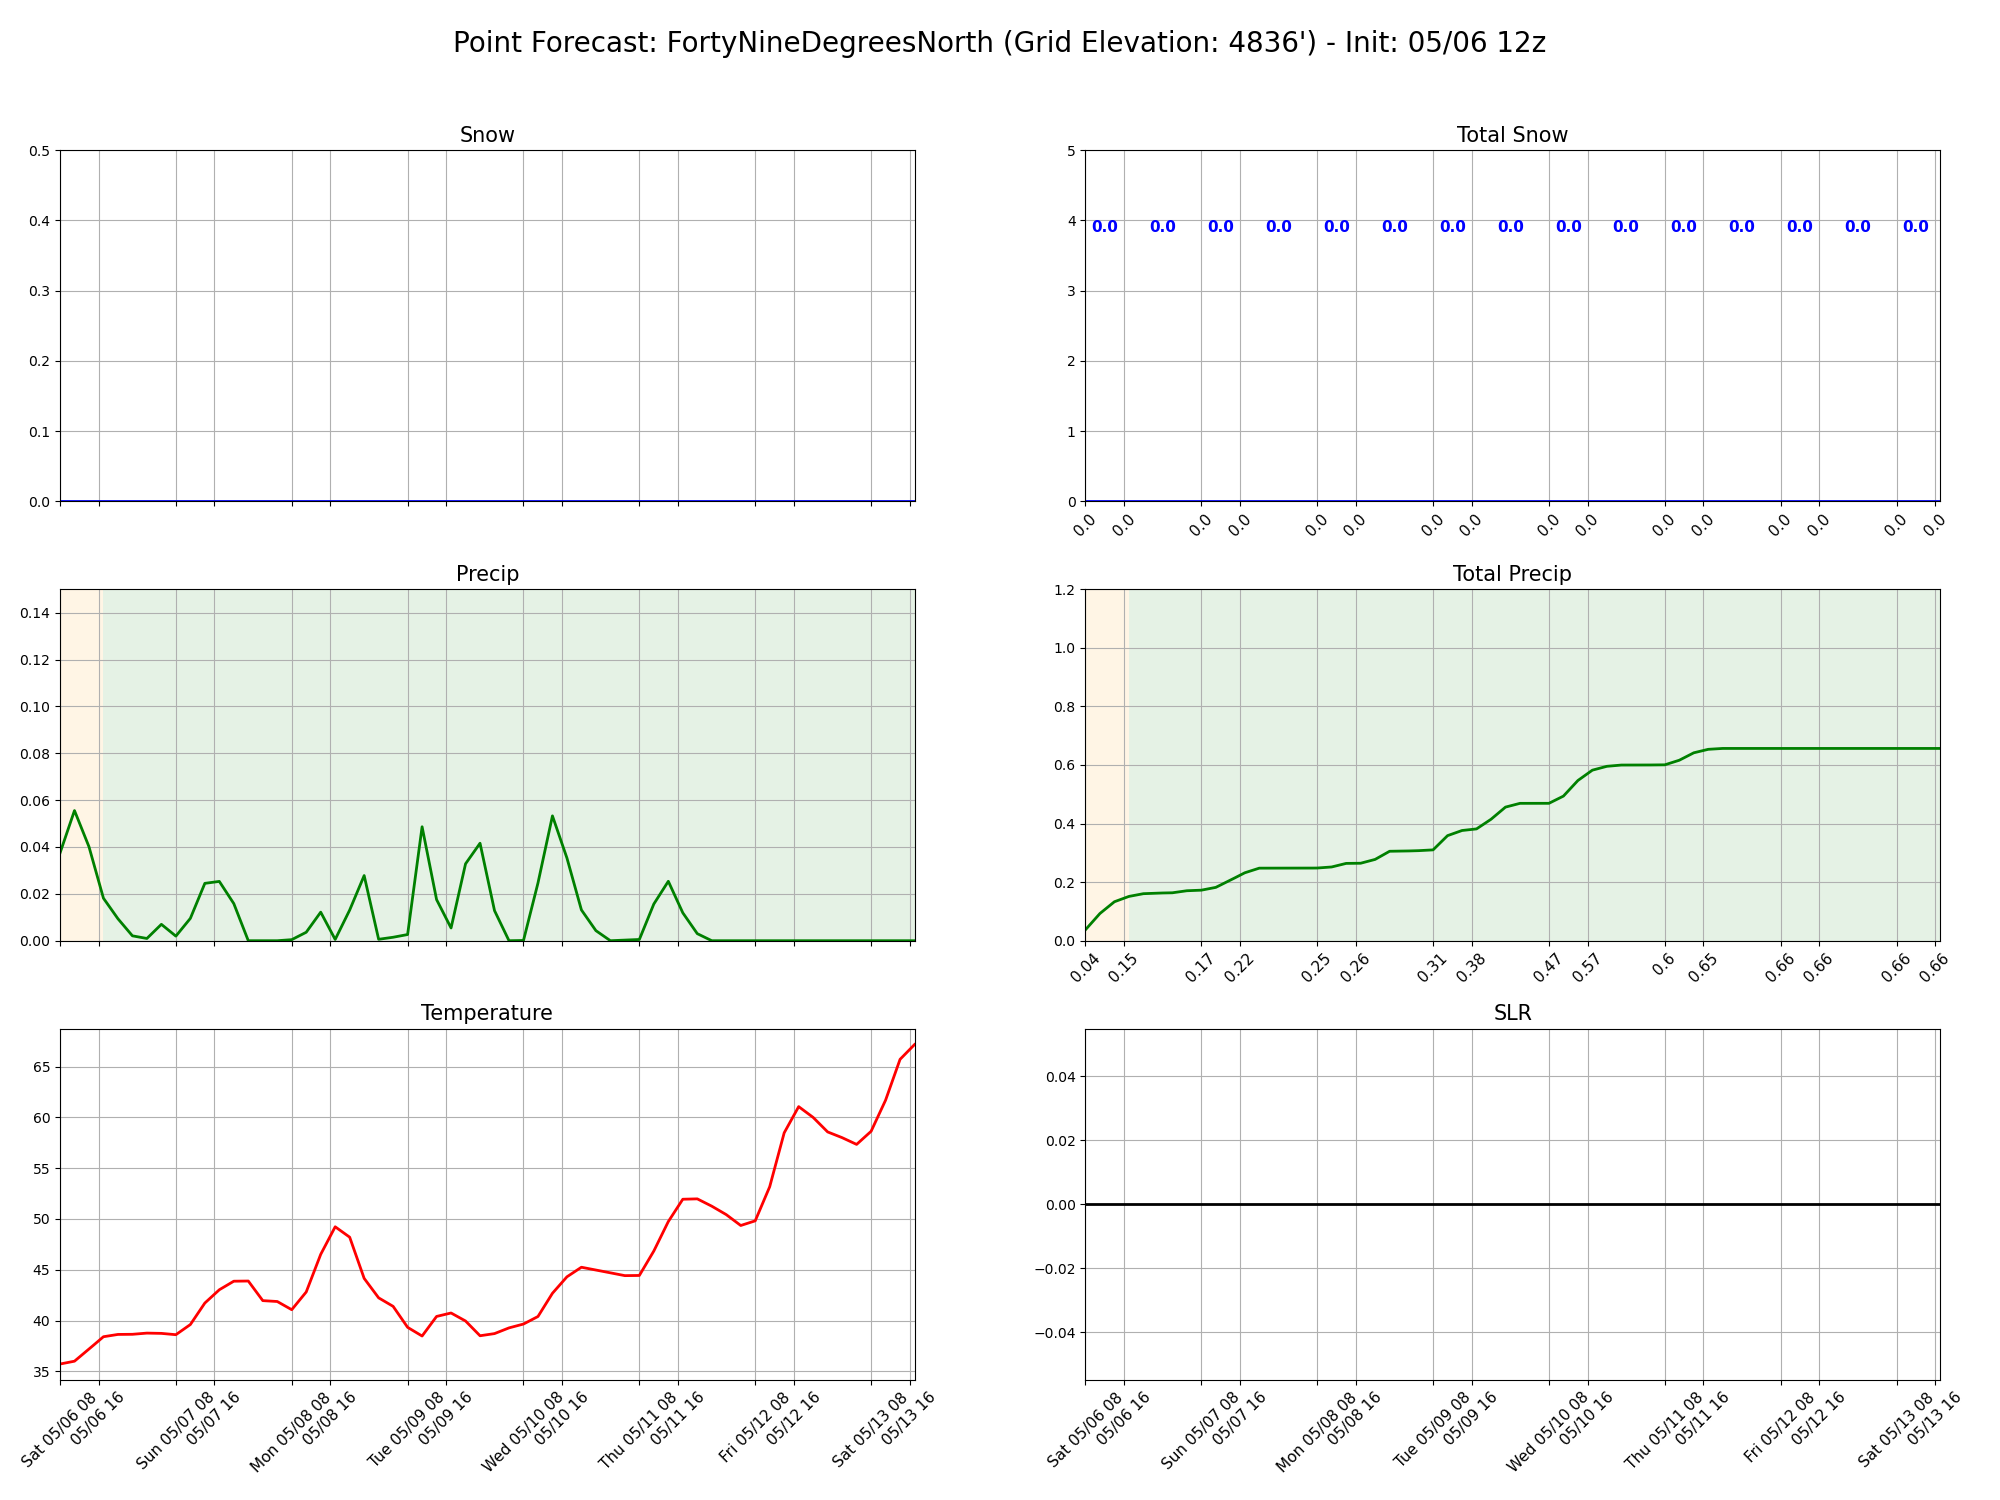 Point Forecast: FortyNineDegreesNorth (Grid Elevation: 4836') - Init: 05/06 12z
Snow
0.5
0.4
0.3
0.2
0.1
0.0
Total Snow
5
4
3
2
1
0
0.0 0.0 0.0 0.0 0.0 0.0 0.0 0.0 0.0 0.0 0.0 0.0 0.0 0.0 0.0
0.0 0.0 0.0 0.0 0.0 0.0 0.0 0.0 0.0 0.0 0.0 0.0 0.0 0.0 0.0 0.0
Precip
0.14
0.12
0.10
0.08
0.06
0.04
0.02
0.00
Total Precip
1.2
1.0
0.8
0.6
0.4
0.2
0.0
0.04 0.15 0.17 0.22 0.25 0.26 0.31 0.38 0.47 0.57 0.6 0.65 0.66 0.66 0.66 0.66
Temperature
65
60
55
50
45
40
35
Sat 05/06 08
05/06 16
Sun 05/07 08
05/07 16
Mon 05/08 08
05/08 16
Tue 05/09 08
05/09 16
Wed 05/10 08
05/10 16
Thu 05/11 08
05/11 16
Fri 05/12 08
05/12 16
Sat 05/13 08
05/13 16
SLR
0.04
0.02
0.00
−0.02
−0.04
Sat 05/06 08
05/06 16
Sun 05/07 08
05/07 16
Mon 05/08 08
05/08 16
Tue 05/09 08
05/09 16
Wed 05/10 08
05/10 16
Thu 05/11 08
05/11 16
Fri 05/12 08
05/12 16
Sat 05/13 08
05/13 16